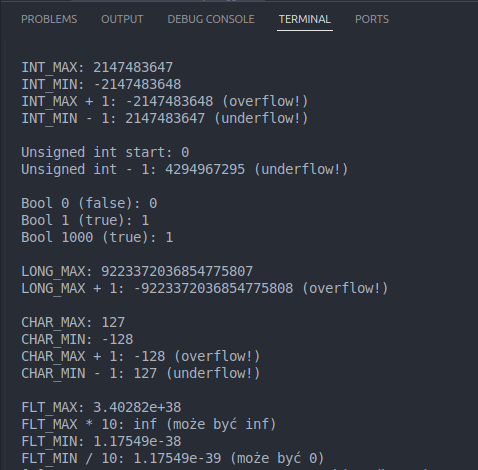 PROBLEMS OUTPUT DEBUG CONSOLE TERMINAL PORTS
INT_MAX: 2147483647
INT_MIN: -2147483648
INT_MAX + 1: -2147483648 (overflow!)
INT_MIN - 1: 2147483647 (underflow!)
Unsigned int start: 0
Unsigned int - 1: 4294967295 (underflow!)
Bool 0 (false): 0
Bool 1 (true): 1
Bool 1000 (true): 1
LONG_MAX: 9223372036854775807
LONG_MAX + 1: -9223372036854775808 (overflow!)
CHAR_MAX: 127
CHAR_MIN: -128
CHAR_MAX + 1: -128 (overflow!)
CHAR_MIN - 1: 127 (underflow!)
FLT_MAX: 3.40282e+38
FLT_MAX * 10: inf (może być inf)
FLT_MIN: 1.17549e-38
FLT_MIN / 10: 1.17549e-39 (może być 0)